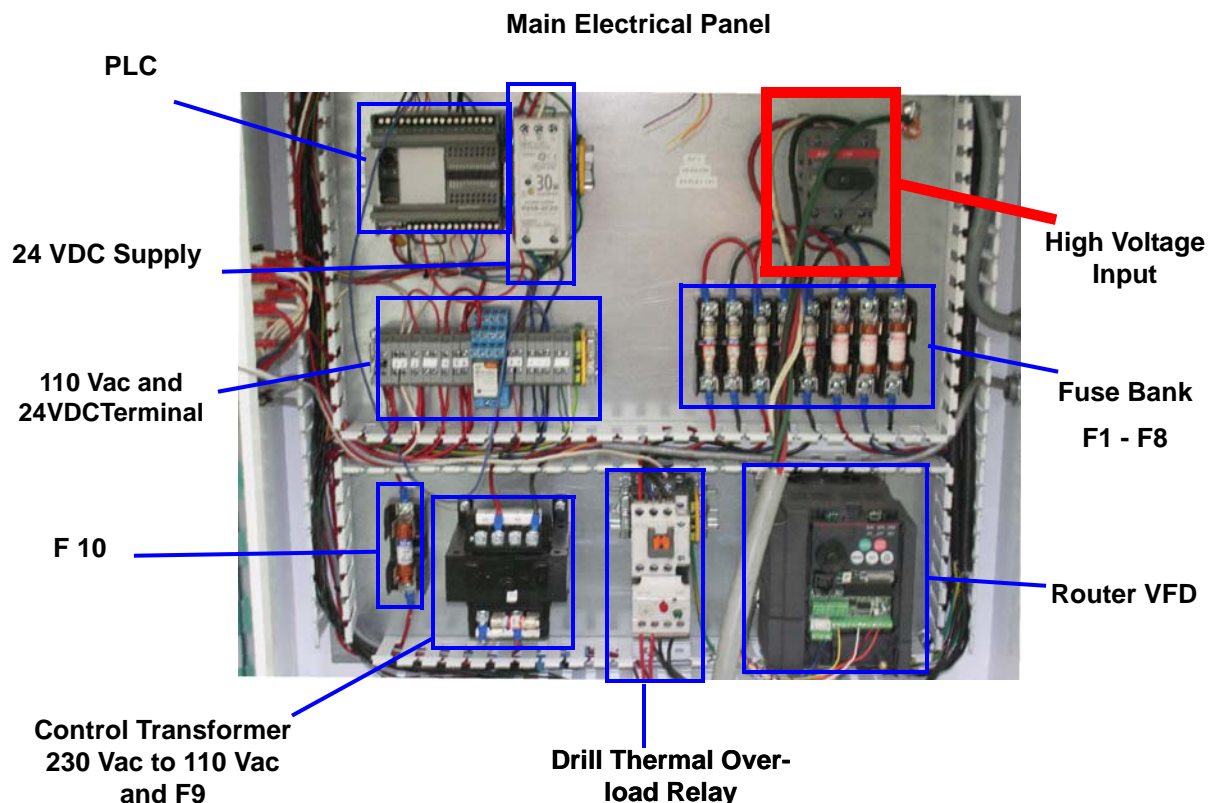 Main Electrical Panel
PLC
24 VDC Supply
110 Vac and
24VDCTerminal
F 10
Control Transformer
230 Vac to 110 Vac
and F9
Drill Thermal Over-
load Relay
Router VFD
Fuse Bank
F1 - F8
High Voltage
Input
30W